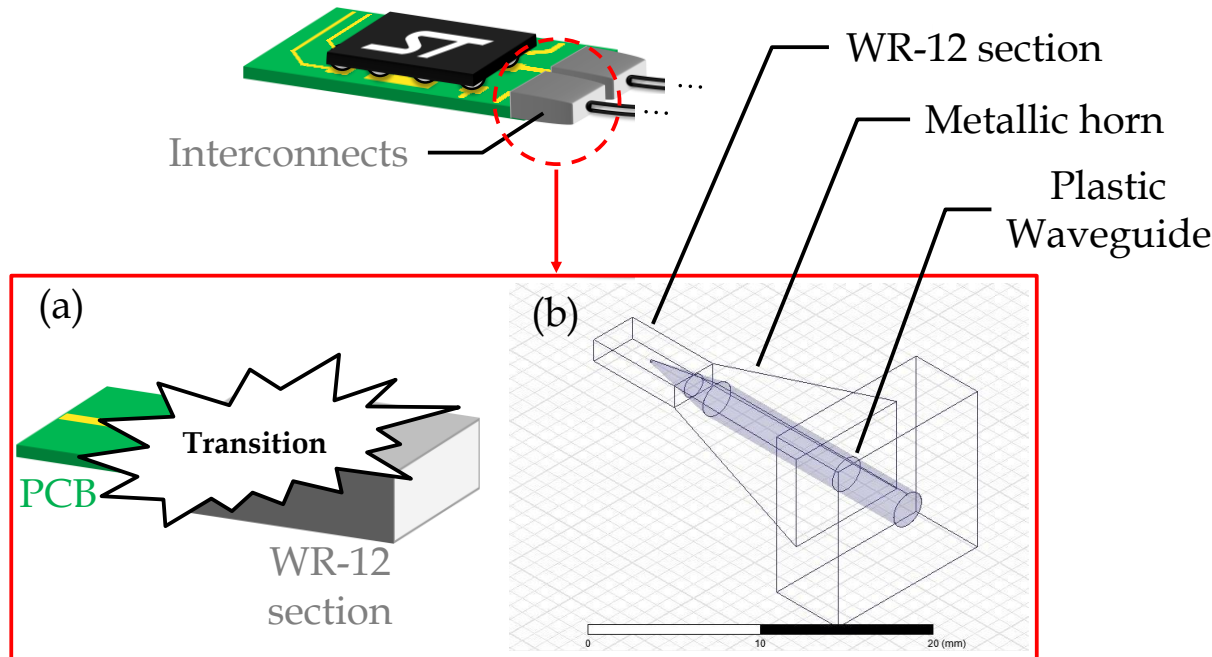 ST
WR-12 section
Interconnects
...
...
Metallic horn
Plastic
Waveguide
(a)
(b)
Transition
PCB
WR-12
section
0
10
20 (mm)